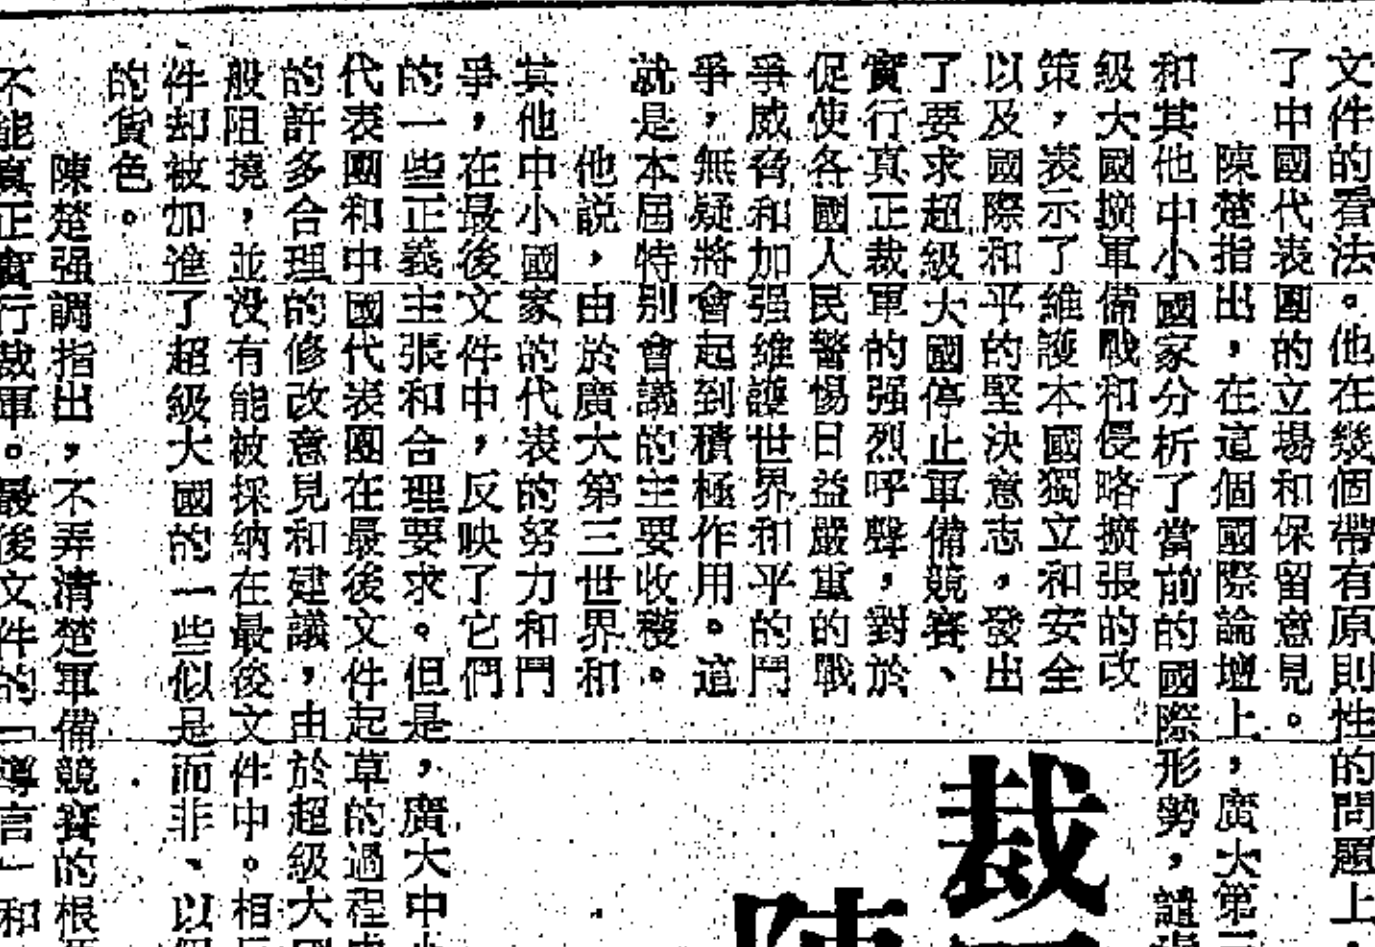 文件的看法。他在幾個帶有原則性的問題上
了中國代表團的立場和保留意見。
陳楚指出，在這個國際論壇上，廣大第
和其他中小國家分析了當前的國際形勢，譴
級大國擴軍備戰和侵略擴張的改
策，表示了維護本國獨立和安全
以及國際和平的堅決意志，發出
了要求超級大國停止軍備競賽、
實行真正裁軍的强烈呼聲，對於
促使各國人民警惕日益嚴重的戰
爭威脅和加强維護世界和平的鬥
爭，無疑將會起到積極作用。這
就是本屆特別會議的主要收穫。
他説，由於廣大第三世界和
其他中小國家的代表的努力和鬥
爭，在最後文件中，反映了它們
的一些正義主張和合理要求。但是，廣大中
代表團和中國代表團在最後文件起草的過程
的許多合理的修改意見和建議，由於超級大
般阻撓，並没有能被採納在最後文件中。相
件却被加進了超級大國的一些似是而非、以
的貨色。
陳楚强調指出，不弄清楚軍備競賽的根
不能真正實行裁軍。最後文件的「導言」和
裁
陳